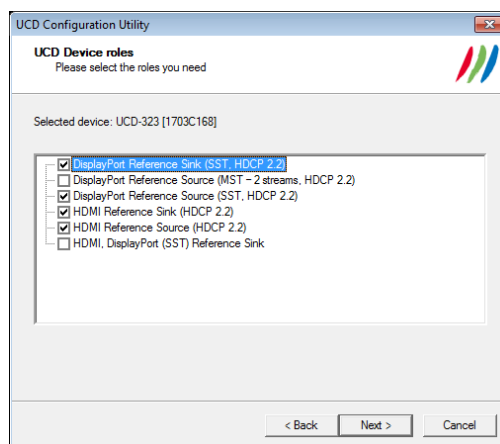 UCD Configuration Utility
UCD Device roles
Please select the roles you need
Selected device: UCD-323 [1703C168]
DisplayPort Reference Sink (SST, HDCP 2.2)
DisplayPort Reference Source (MST - 2 streams, HDCP 2.2)
DisplayPort Reference Source (SST, HDCP 2.2)
HDMI Reference Sink (HDCP 2.2)
HDMI Reference Source (HDCP 2.2)
HDMI, DisplayPort (SST) Reference Sink
< Back Next > Cancel